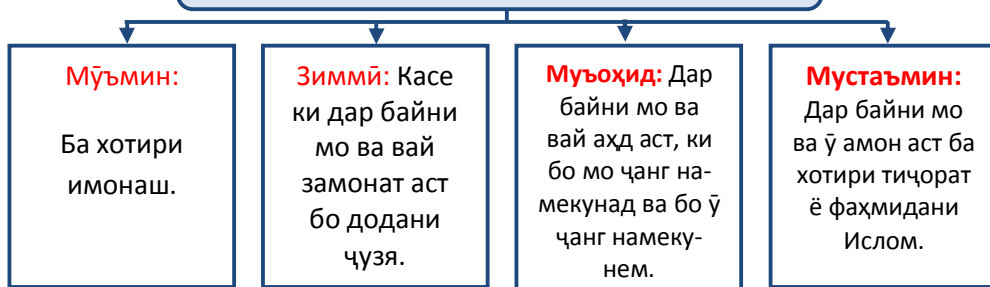 Мӯъмин:
Ба хотири
имонаш.
Зиммӣ: Касе
ки дар байни
мо ва вай
замонат аст
бо додани
ҷузя.
Муъоҳид: Дар
байни мо ва
вай аҳд аст, ки
бо мо ҷанг на-
мекунад ва бо ӯ
ҷанг намеку-
нем.
Мустаъмин:
Дар байни мо
ва ӯ амон аст ба
хотири тиҷорат
ё фаҳмидани
Ислом.